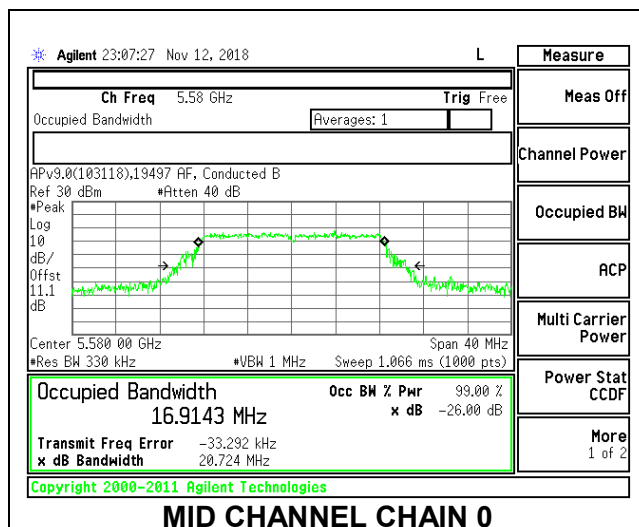 Agilent 23:07:27 Nov 12, 2018 L
Measure
Meas Off
Channel Power
Occupied BW
ACP
Multi Carrier
Power
Power Stat
CCDF
More
1 of 2
Ch Freq 5.58 GHz Trig Free
Occupied Bandwidth Averages: 1
APv9.0(103118),19497 AF, Conducted B
Ref 30 dBm #Atten 40 dB
#Peak
Log
10
dB/
Offst
11.1
dB
Center 5.580 00 GHz Span 40 MHz
#Res BW 330 kHz #VBW 1 MHz Sweep 1.066 ms (1000 pts)
Occupied Bandwidth Occ BW % Pwr 99.00 %
16.9143 MHz x dB -26.00 dB
Transmit Freq Error -33.292 kHz
x dB Bandwidth 20.724 MHz
Copyright 2000-2011 Agilent Technologies
MID CHANNEL CHAIN 0